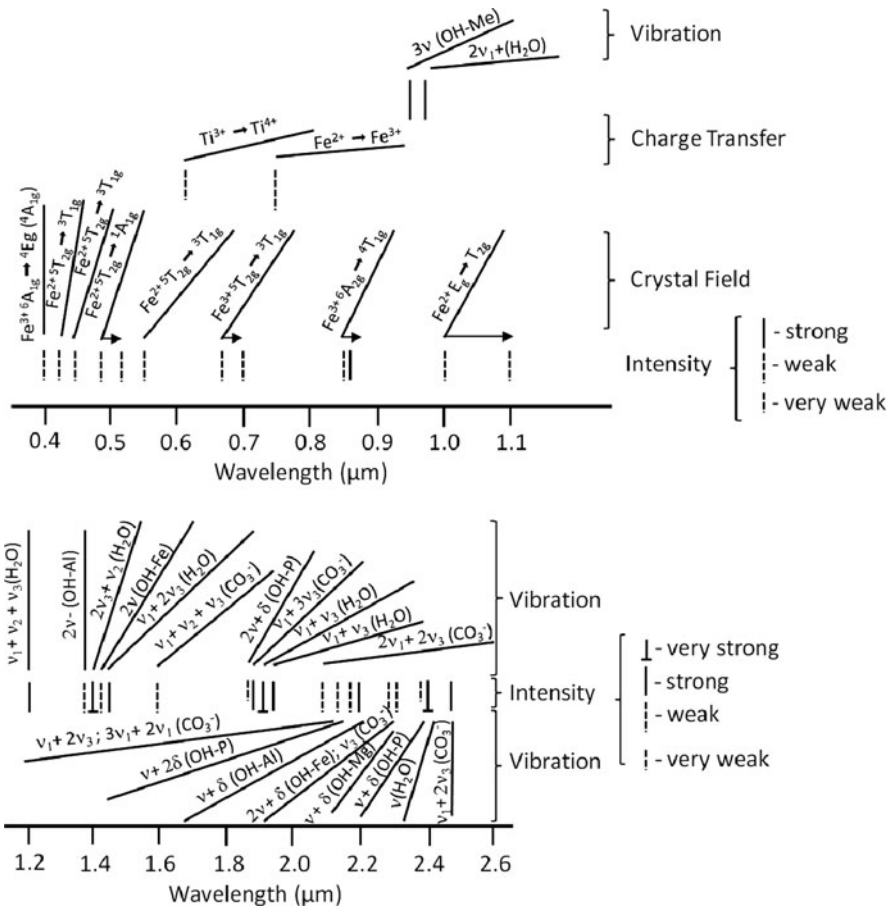 3ν (OH-Me)
2ν₁+(H₂O)
Vibration
Ti³⁺ → Ti⁴⁺
Fe²⁺ → Fe³⁺
Charge Transfer
Fe³⁺ ⁶A₁g → ⁴Eg (⁴A₁g)
Fe²⁺ ⁵T₂g → ³T₁g
Fe²⁺ ⁵T₂g → ³T₁g
Fe²⁺ ⁵T₂g → ¹A₁g
Fe²⁺ ⁵T₂g → ³T₁g
Fe³⁺ ⁵T₂g → ³T₁g
Fe³⁺ ⁶A₂g → ⁴T₁g
Fe²⁺ Eg → T₂g
Crystal Field
Intensity
- strong
- weak
- very weak
0.4 0.5 0.6 0.7 0.8 0.9 1.0 1.1
Wavelength (μm)
ν₁ + ν₂ + ν₃(H₂O)
2ν- (OH-Al)
2ν₃+ ν₂ (H₂O)
2ν (OH-Fe)
ν₁+ 2ν₃ (H₂O)
ν₁+ ν₂ + ν₃ (CO₃⁻)
2ν+ δ (OH-P)
ν₁+ 3ν₃(CO₃⁻)
ν₁+ ν₃(H₂O)
ν₁+ ν₃(H₂O)
2ν₁+ 2ν₃ (CO₃⁻)
Vibration
Intensity
- very strong
- strong
- weak
- very weak
ν₁+ 2ν₃ ; 3ν₁+ 2ν₁ (CO₃⁻)
ν+ 2δ (OH-P)
ν+ δ (OH-Al)
2ν+ δ (OH-Fe); ν₃ (CO₃⁻)
ν+ δ (OH-Mg)
ν+ δ (OH-P)
ν(H₂O)
ν₁+ 2ν₃ (CO₃⁻)
Vibration
1.2 1.4 1.6 1.8 2.0 2.2 2.4 2.6
Wavelength (μm)